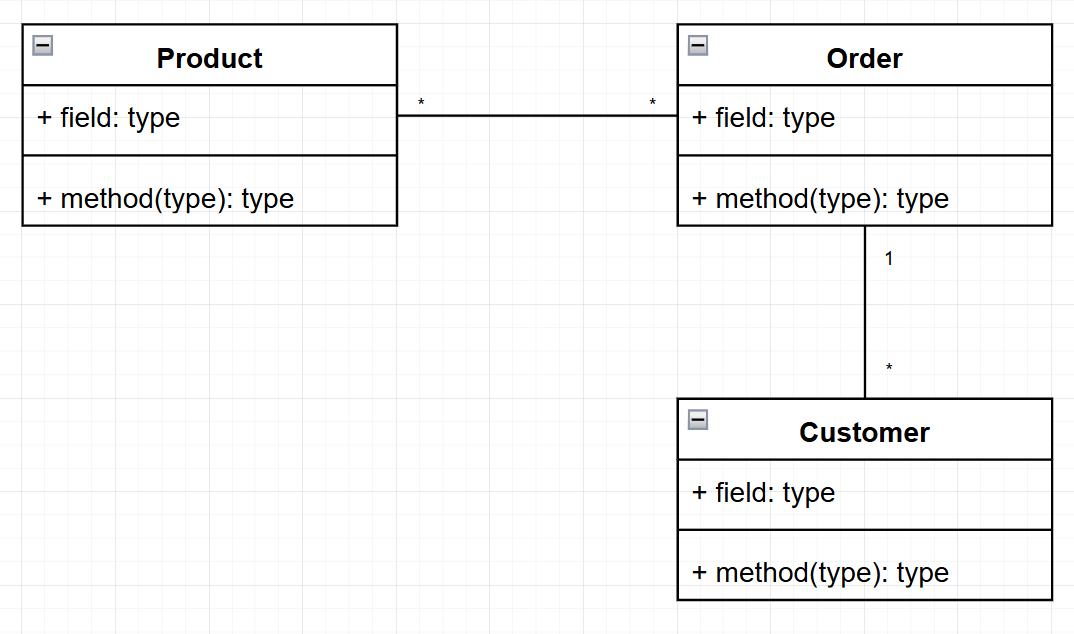 Product
+ field: type
+ method(type): type
*
*
Order
+ field: type
+ method(type): type
1
*
Customer
+ field: type
+ method(type): type